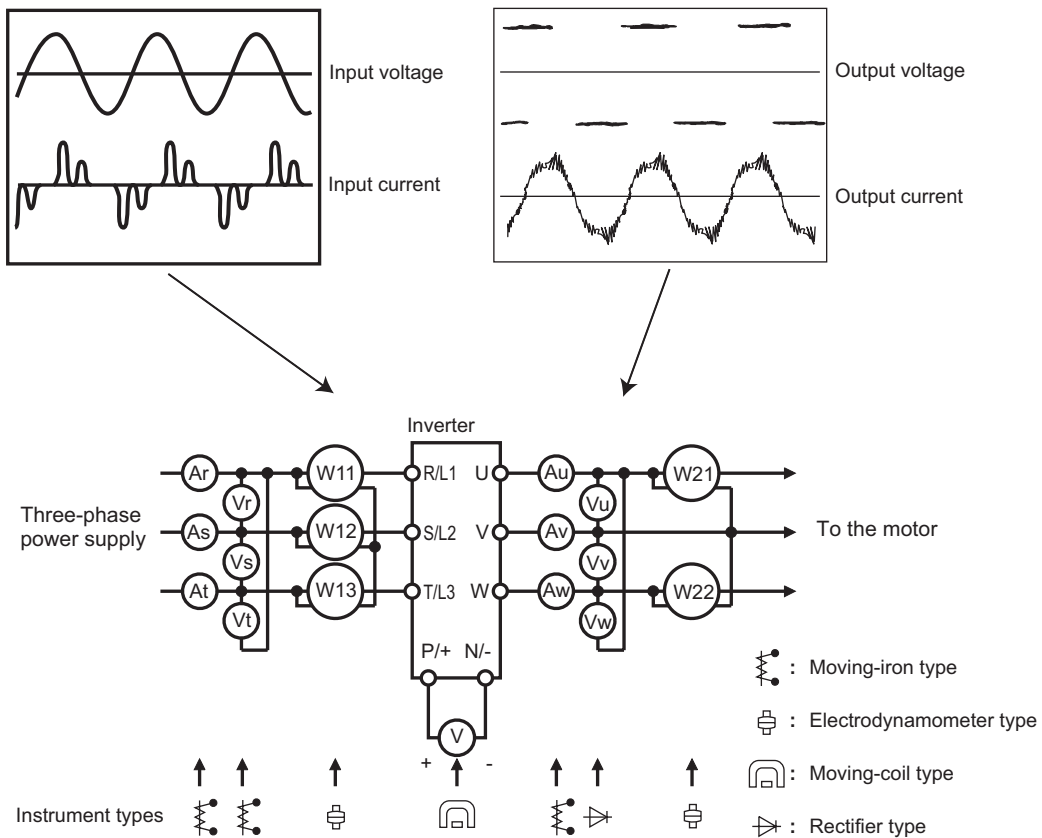 Input voltage
Input current
Output voltage
Output current
Inverter
Three-phase
power supply
Ar
As
At
Vr
Vs
Vt
W11
W12
W13
R/L1
S/L2
T/L3
U
V
W
P/+ N/-
V
+ -
Au
Av
Aw
Vu
Vv
Vw
W21
W22
To the motor
: Moving-iron type
: Electrodynamometer type
: Moving-coil type
: Rectifier type
Instrument types